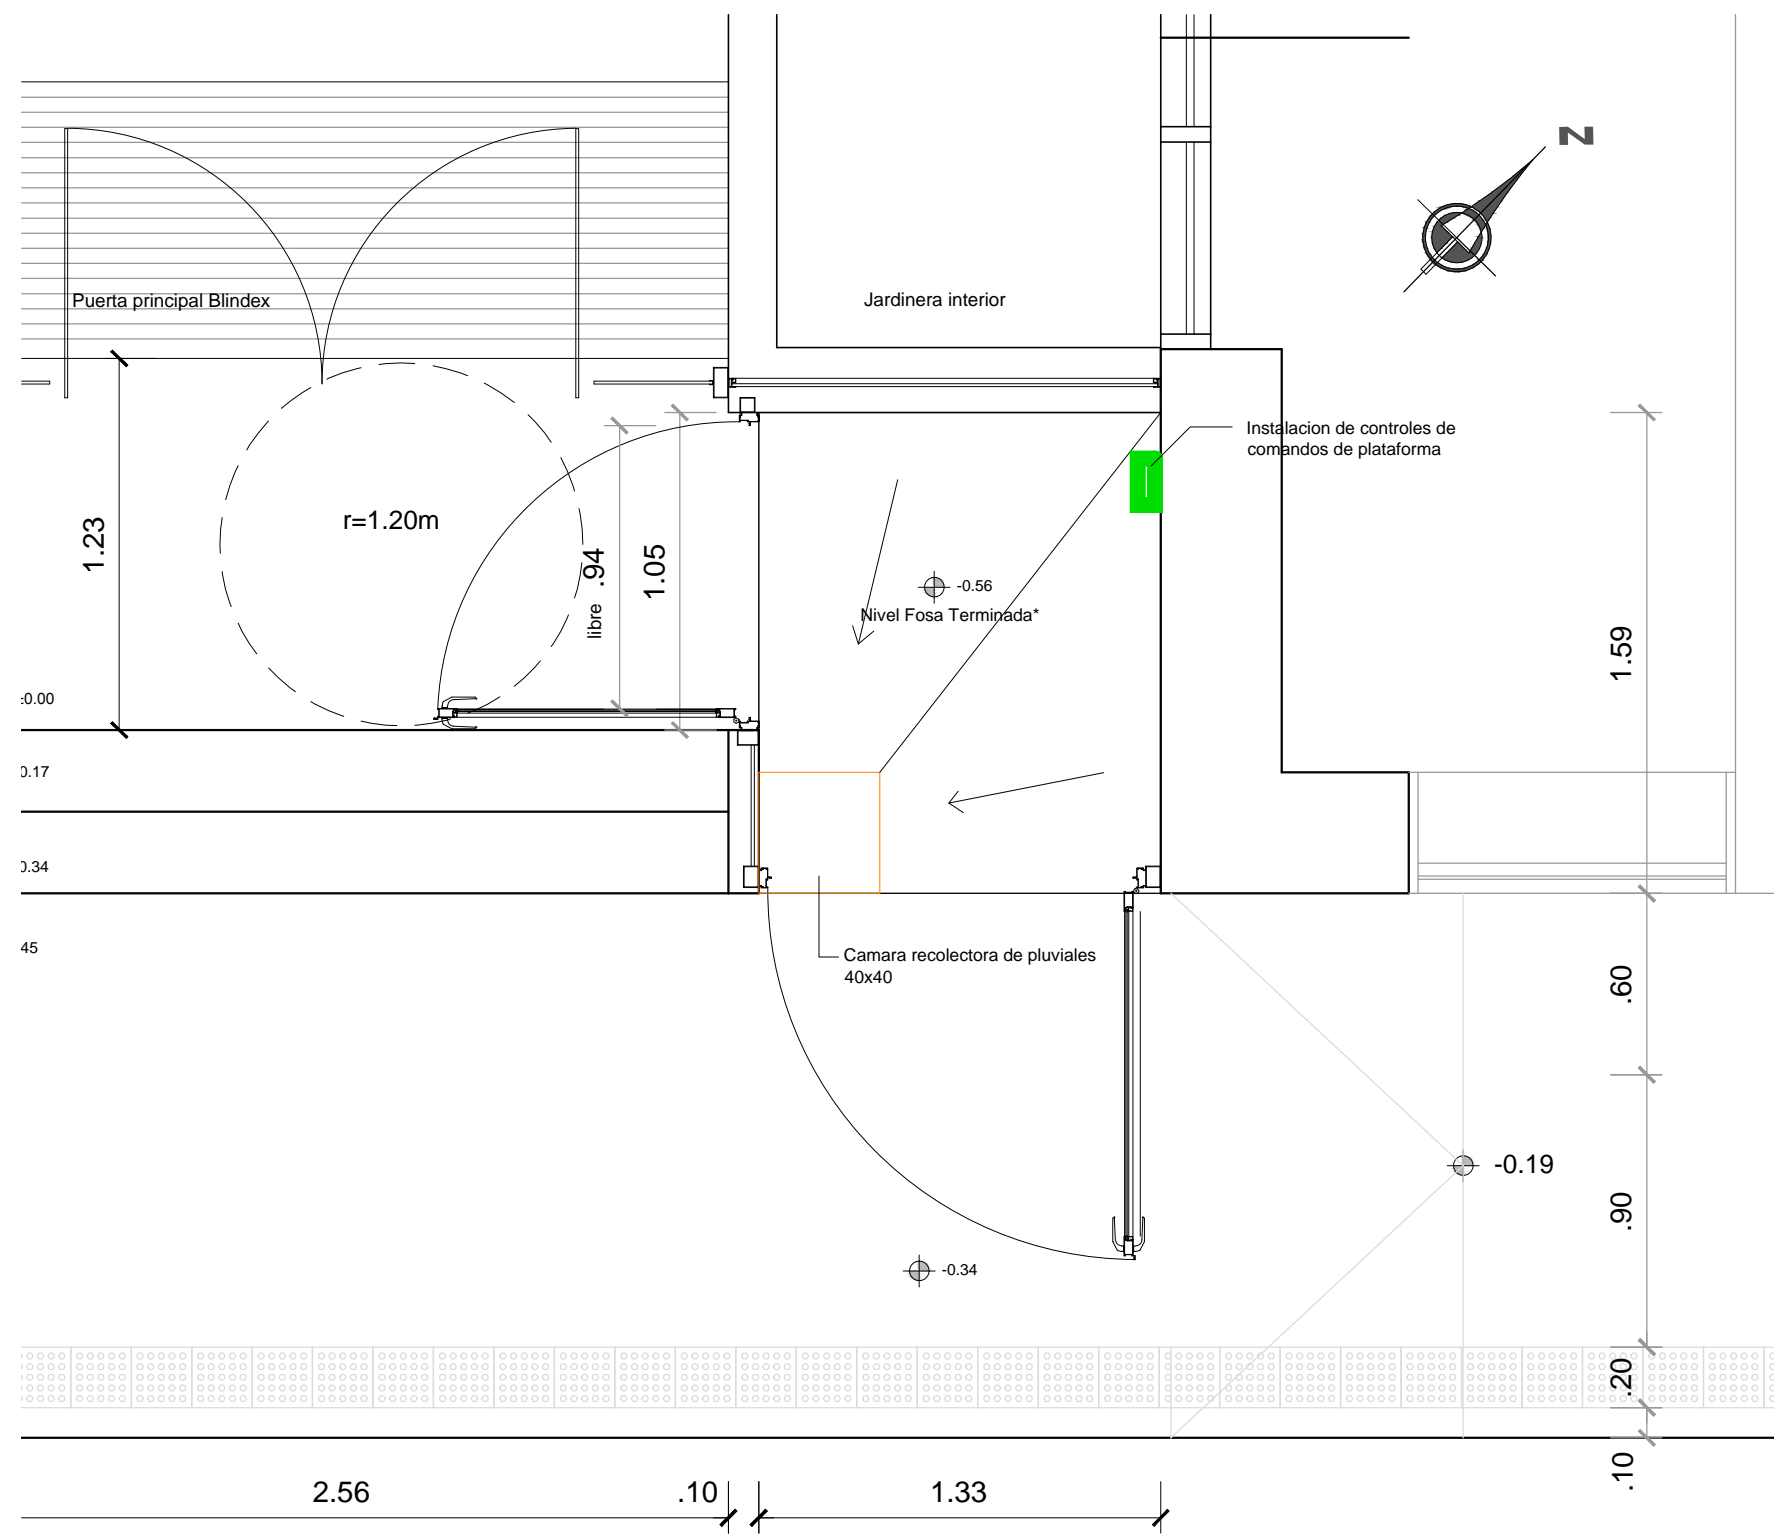 N
Puerta principal Blindex
Jardinera interior
Instalacion de controles de
comandos de plataforma
r=1.20m
1.23
libre .94
1.05
-0.56
Nivel Fosa Terminada*
1.59
±0.00
0.17
0.34
45
Camara recolectora de pluviales
40x40
.60
-0.19
.90
-0.34
.20
.10
2.56
.10
1.33